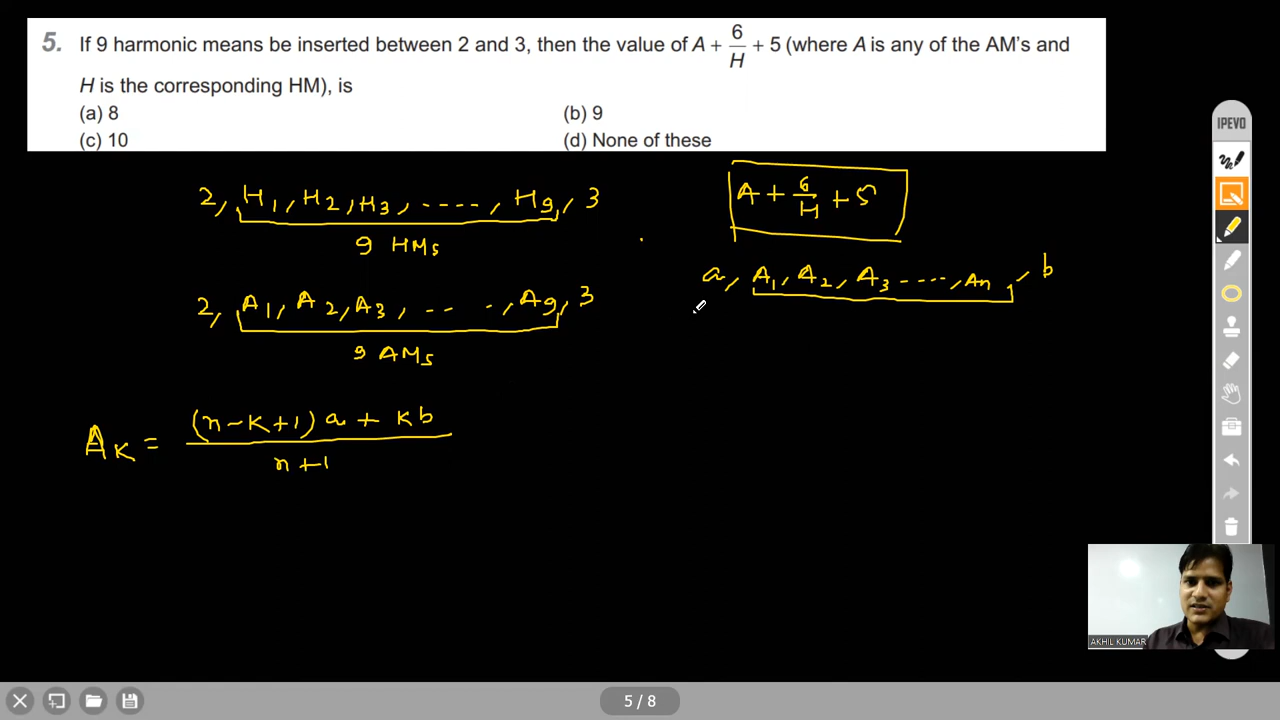 5. If 9 harmonic means be inserted between 2 and 3, then the value of A + 6/H + 5 (where A is any of the AM's and
H is the corresponding HM), is
(a) 8 (b) 9
(c) 10 (d) None of these
2, H1, H2, H3, ....., H9, 3
9 HMs
A + 6/H + 5
a, A1, A2, A3 ....., An, b
2, A1, A2, A3, .. .., A9, 3
9 AMs
AK = (n-K+1) a + Kb / n+1
IPEVO
AKHIL KUMAR
5 / 8